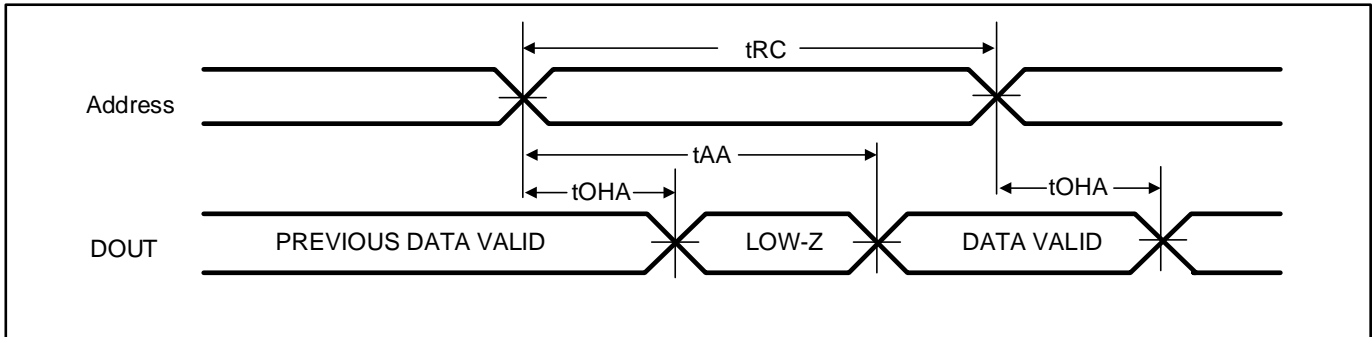 tRC
Address
tAA
tOHA
tOHA
DOUT
PREVIOUS DATA VALID
LOW-Z
DATA VALID